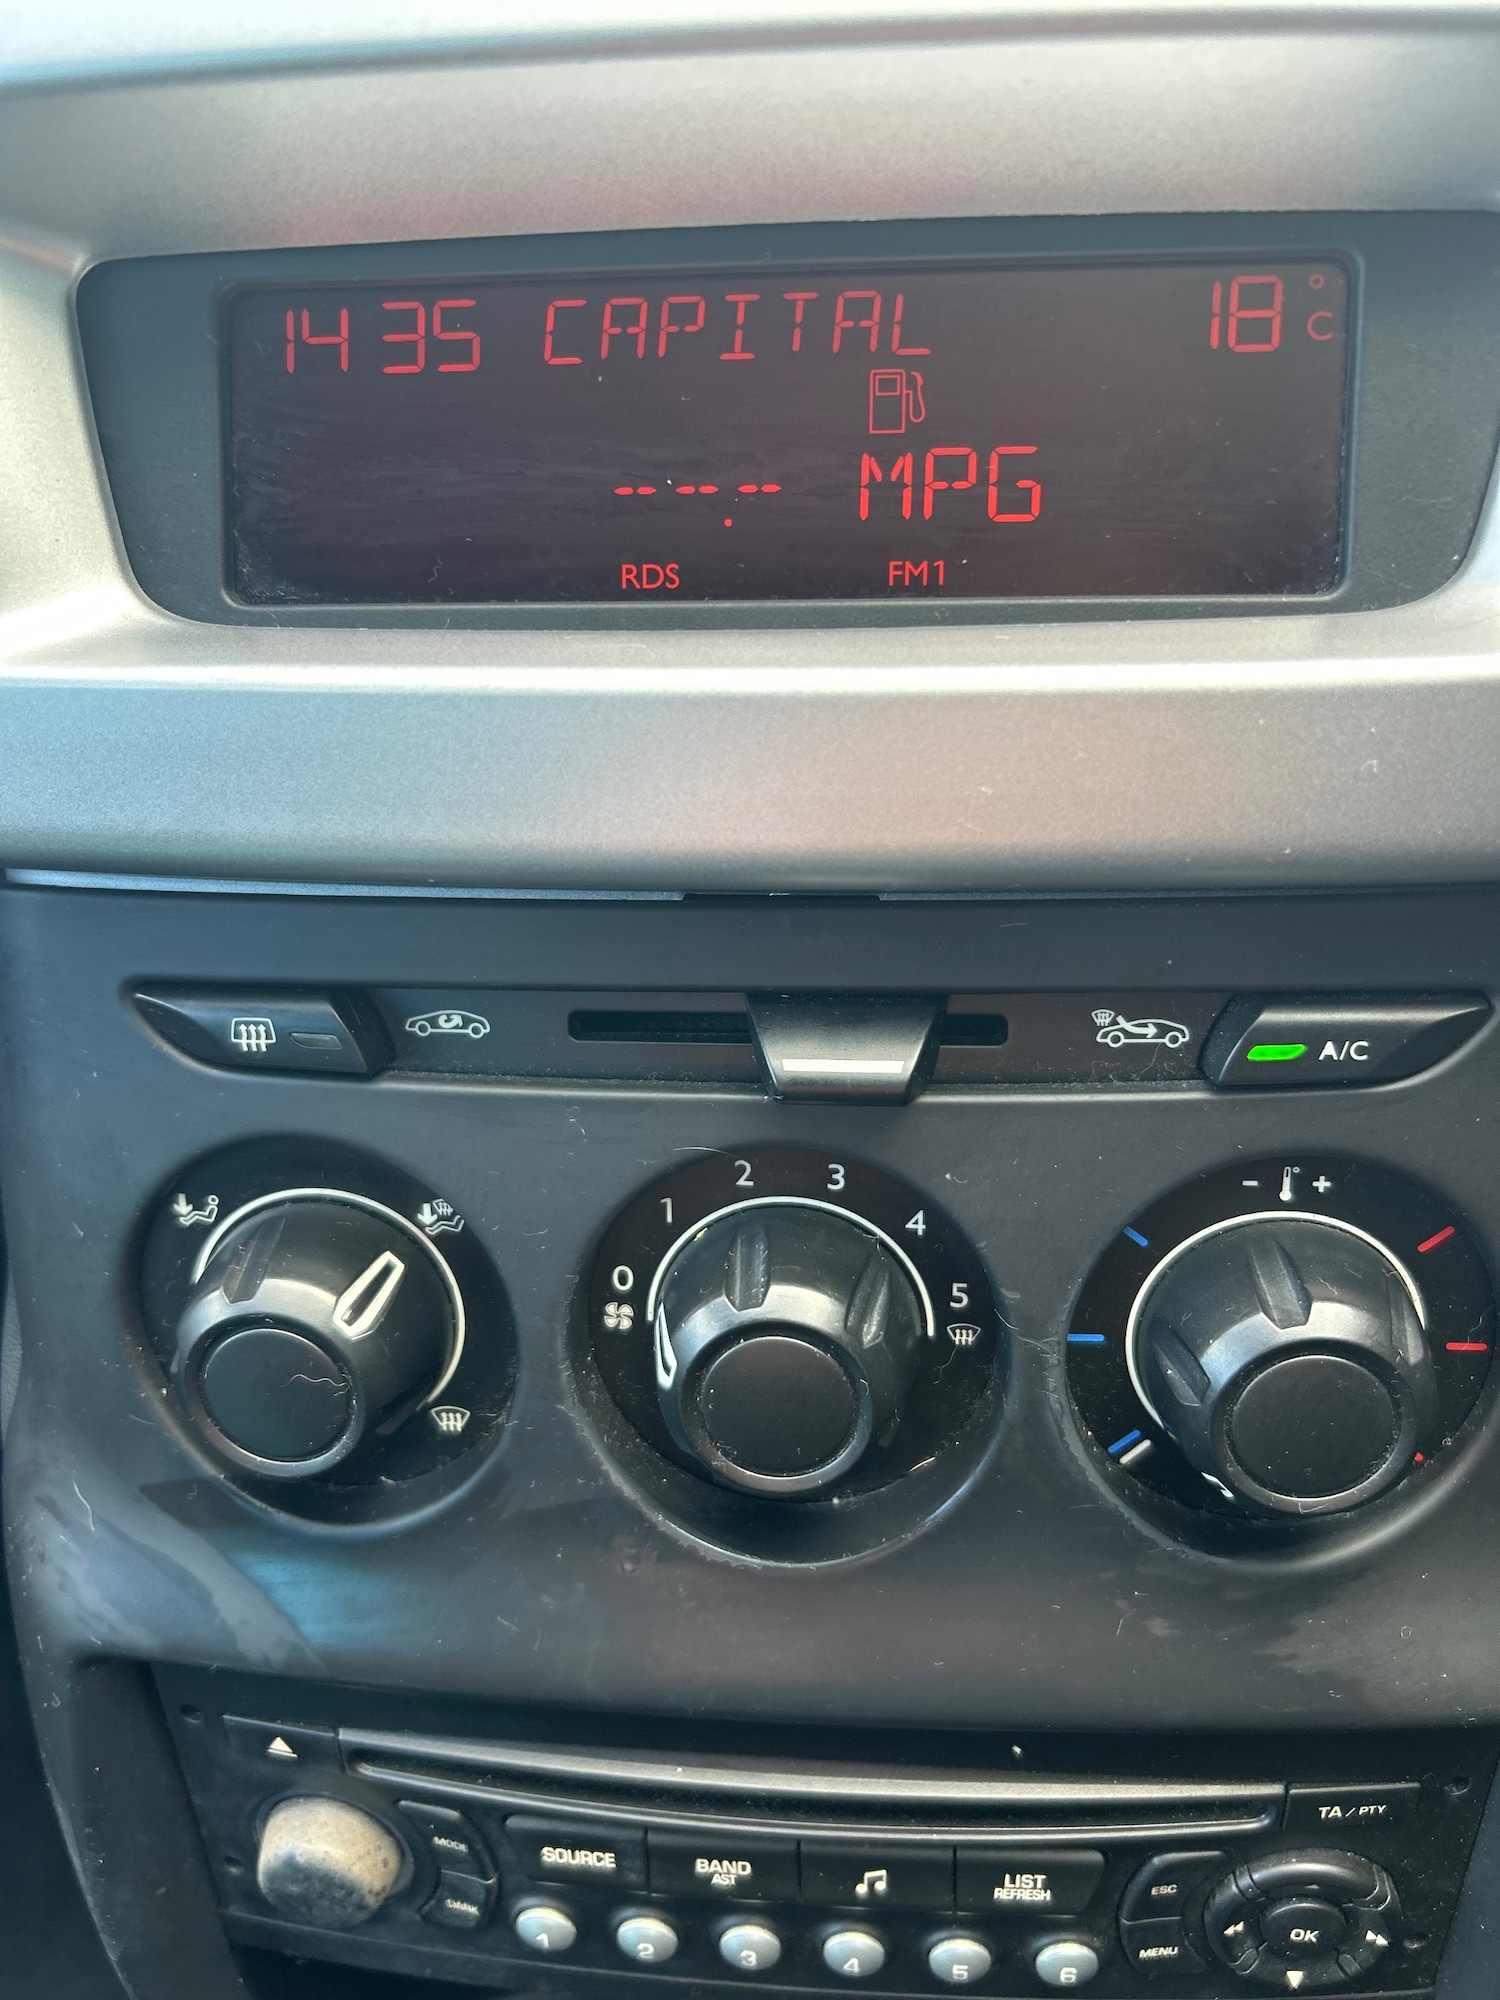 14 35 CAPITAL 18 °C
--.- MPG
RDS FM1
A/C
0 1 2 3 4 5
- +
TA / PTY
MODE
SOURCE
BAND
AST
LIST
REFRESH
ESC
DARK
OK
MENU
1 2 3 4 5 6